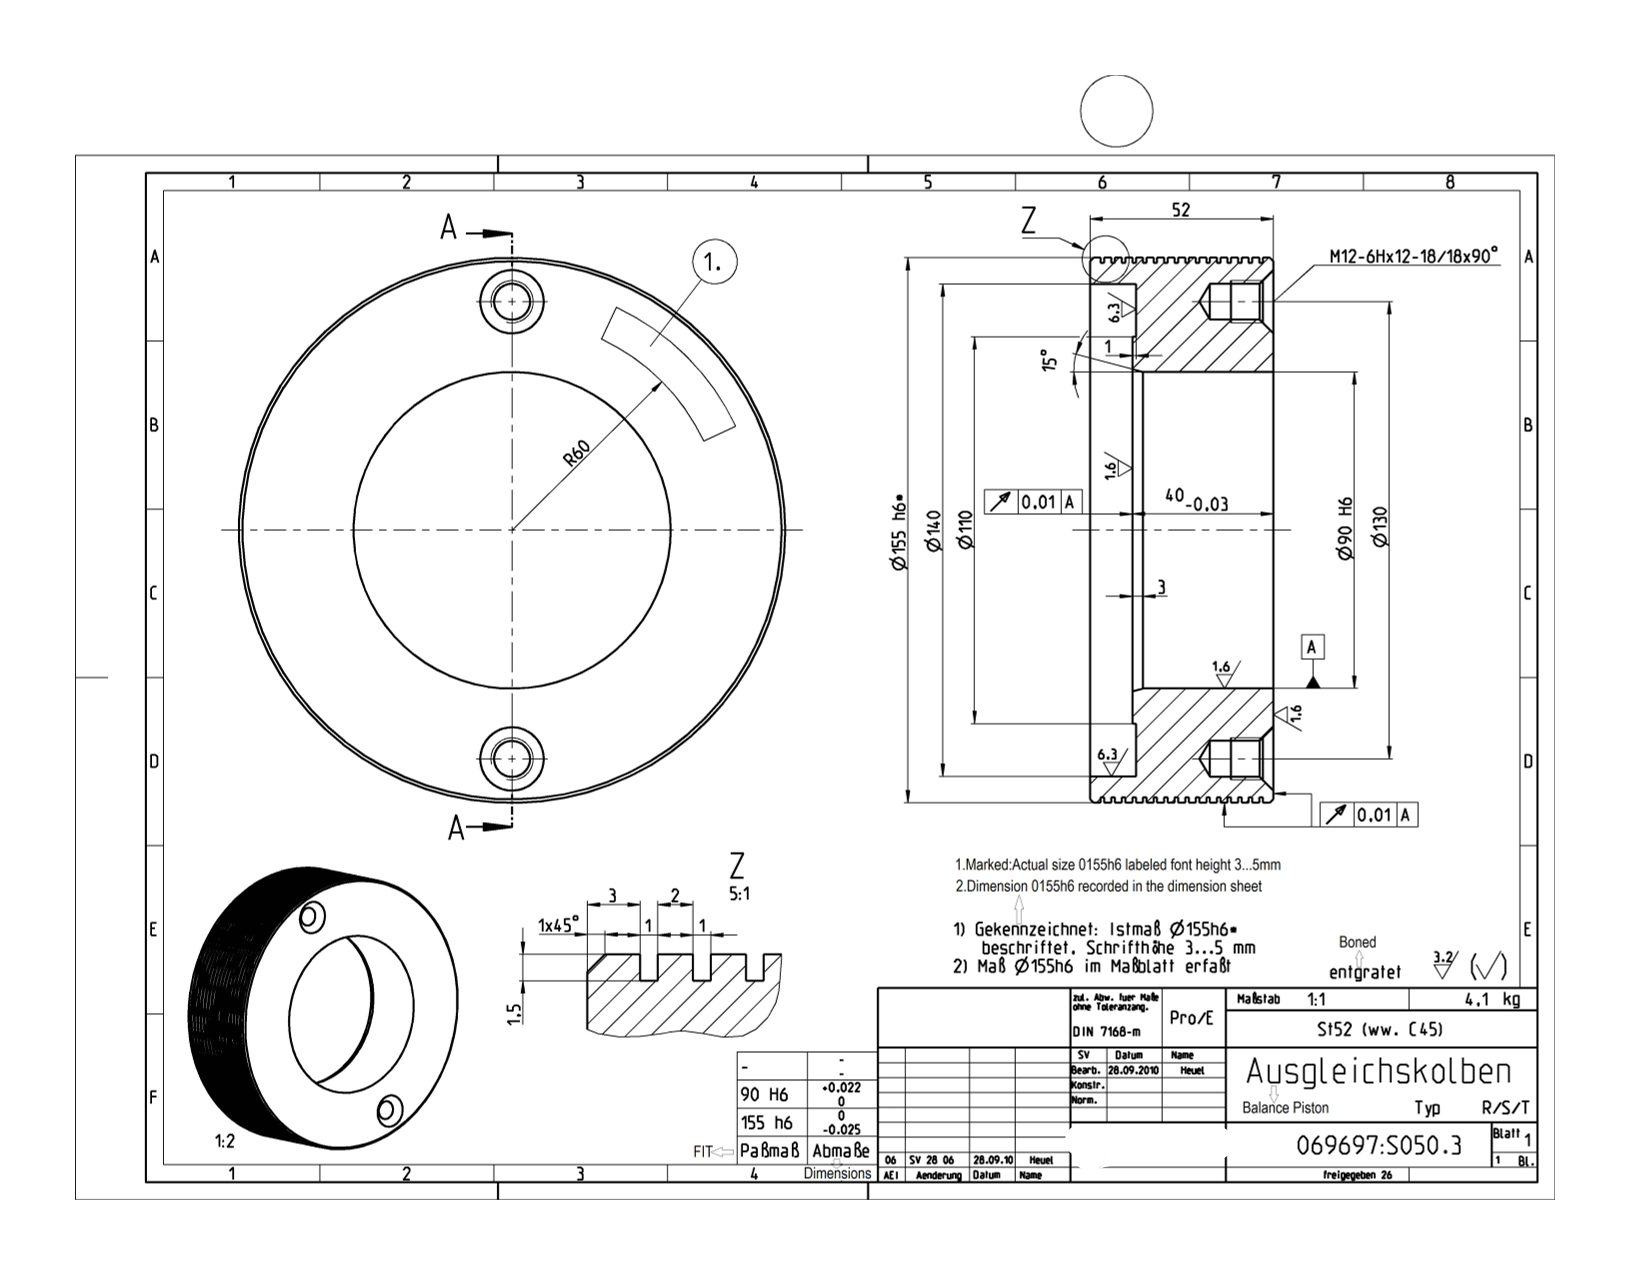 1 2 3 4 5 6 7 8
A
B
C
D
E
F
A
B
C
D
E
A
A
1.
R60
Z
52
M12-6Hx12-18/18x90°
6.3
1
15°
1.6
0.01 A
40 -0.03
Ø155 h6*
Ø140
Ø110
Ø90 H6
Ø130
3
1.6
A
1.6
6.3
0.01 A
Z
5:1
3
2
1x45°
1
1
1.5
1:2
1.Marked:Actual size 0155h6 labeled font height 3...5mm
2.Dimension 0155h6 recorded in the dimension sheet
1) Gekennzeichnet: Istmaß Ø155h6*
beschriftet, Schrifthöhe 3...5 mm
2) Maß Ø155h6 im Maßblatt erfaßt
Boned
entgratet
3.2
zul. Abw. fuer Maße
ohne Toleranzang.
DIN 7168-m
Pro/E
Maßstab 1:1
4.1 kg
St52 (ww. C45)
SV Datum Name
Bearb. 28.09.2010 Heuel
Konstr.
Norm.
Ausgleichskolben
Balance Piston
Typ R/S/T
069697:S050.3
Blatt 1
1 Bl.
freigegeben 26
- -
-
90 H6 +0.022
0
155 h6 0
-0.025
FIT
Paßmaß Abmaße
Dimensions
06 SV 28 06 28.09.10 Heuel
AEI Aenderung Datum Name
1 2 3 4